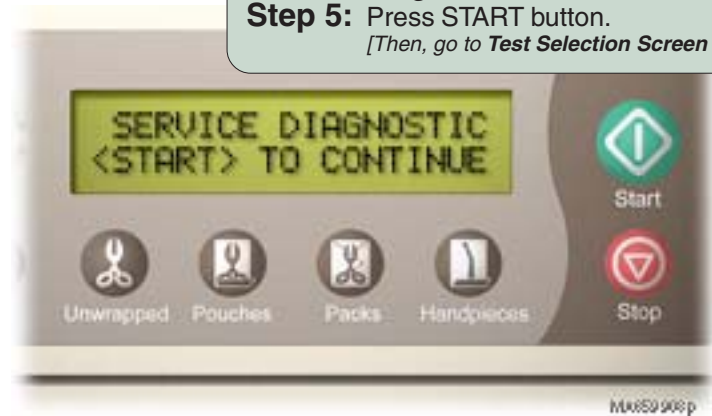 Step 5: Press START button.
[Then, go to Test Selection Screen
SERVICE DIAGNOSTIC
<START> TO CONTINUE
Start
Unwrapped Pouches Packs Handpieces
Stop
MA659908p